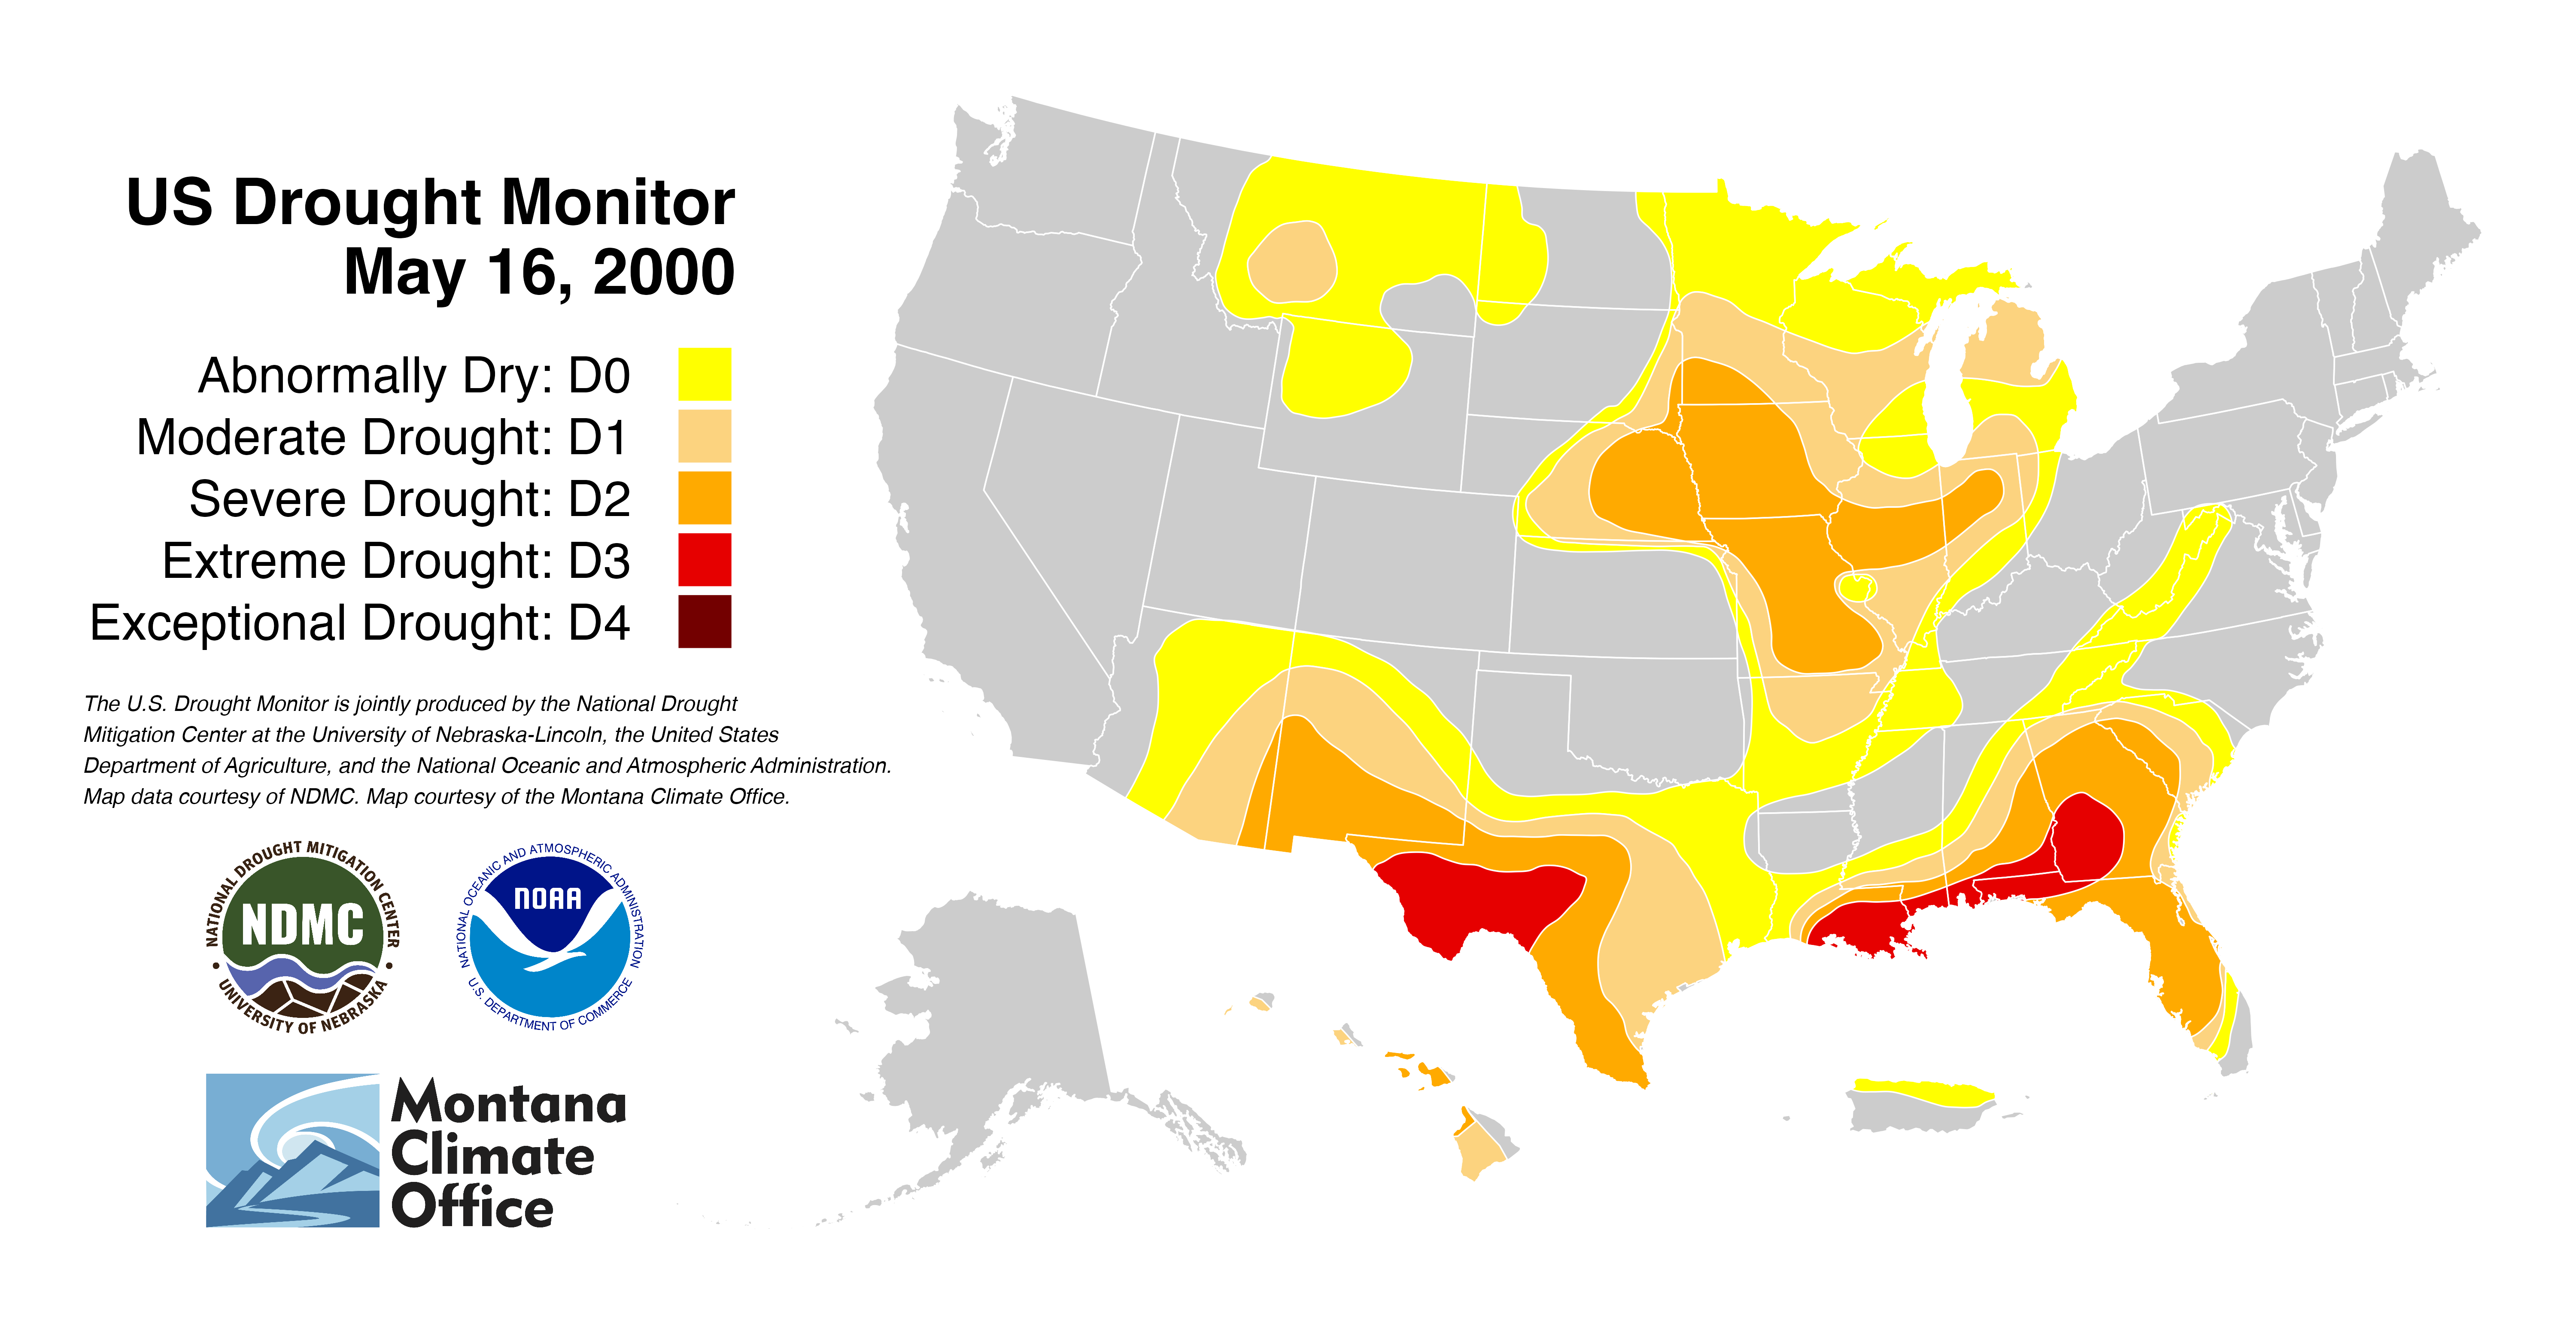 US Drought Monitor
May 16, 2000
Abnormally Dry: D0
Moderate Drought: D1
Severe Drought: D2
Extreme Drought: D3
Exceptional Drought: D4
The U.S. Drought Monitor is jointly produced by the National Drought
Mitigation Center at the University of Nebraska-Lincoln, the United States
Department of Agriculture, and the National Oceanic and Atmospheric Administration.
Map data courtesy of NDMC. Map courtesy of the Montana Climate Office.
NATIONAL DROUGHT MITIGATION CENTER
NDMC
UNIVERSITY OF NEBRASKA
NATIONAL OCEANIC AND ATMOSPHERIC ADMINISTRATION
NOAA
U.S. DEPARTMENT OF COMMERCE
Montana
Climate
Office